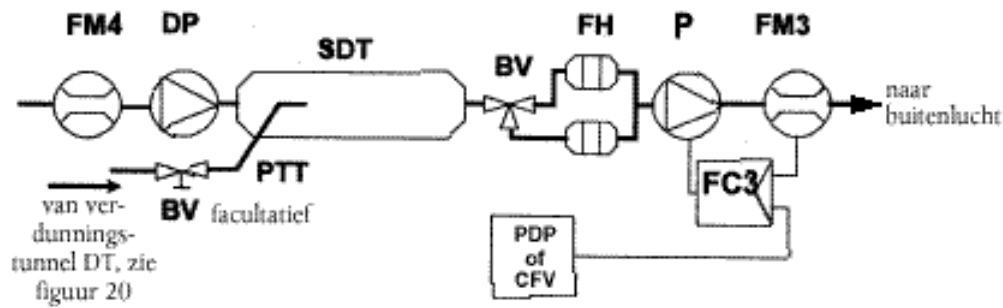 FM4
DP
SDT
BV
FH
P
FM3
naar
buitenlucht
PTT
FC3
BV facultatief
van ver-
dunnings-
tunnel DT, zie
figuur 20
PDP
of
CFV